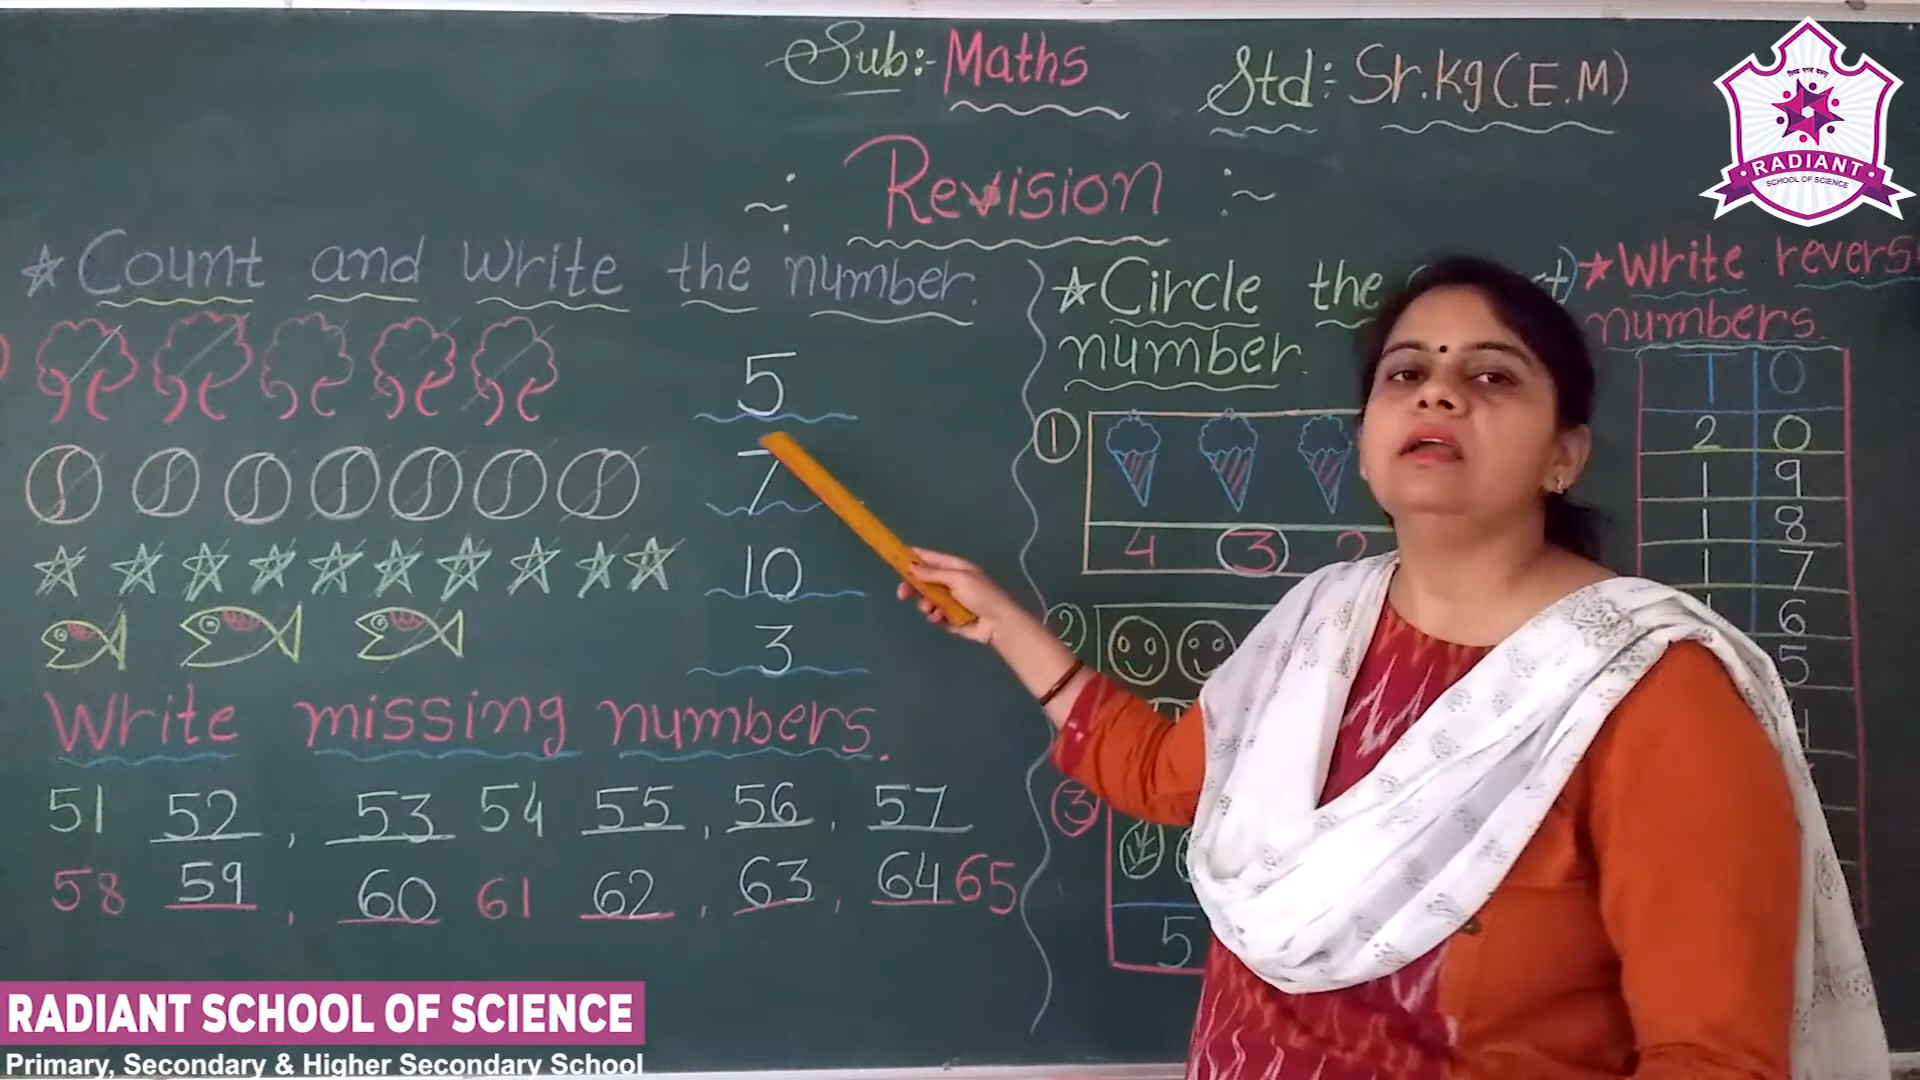 Sub:- Maths
Std:- Sr.kg (E.M)
~: Revision :~
Count and write the number.
5
7
10
3
Write missing numbers.
51 52, 53 54 55, 56, 57
58 59, 60 61 62, 63, 64 65
Circle the
number.
1
4 3 2
2
3
5
Write revers
numbers.
T O
2 0
1 9
1 8
1 7
1 6
5
4
RADIANT
SCHOOL OF SCIENCE
RADIANT SCHOOL OF SCIENCE
Primary, Secondary & Higher Secondary School